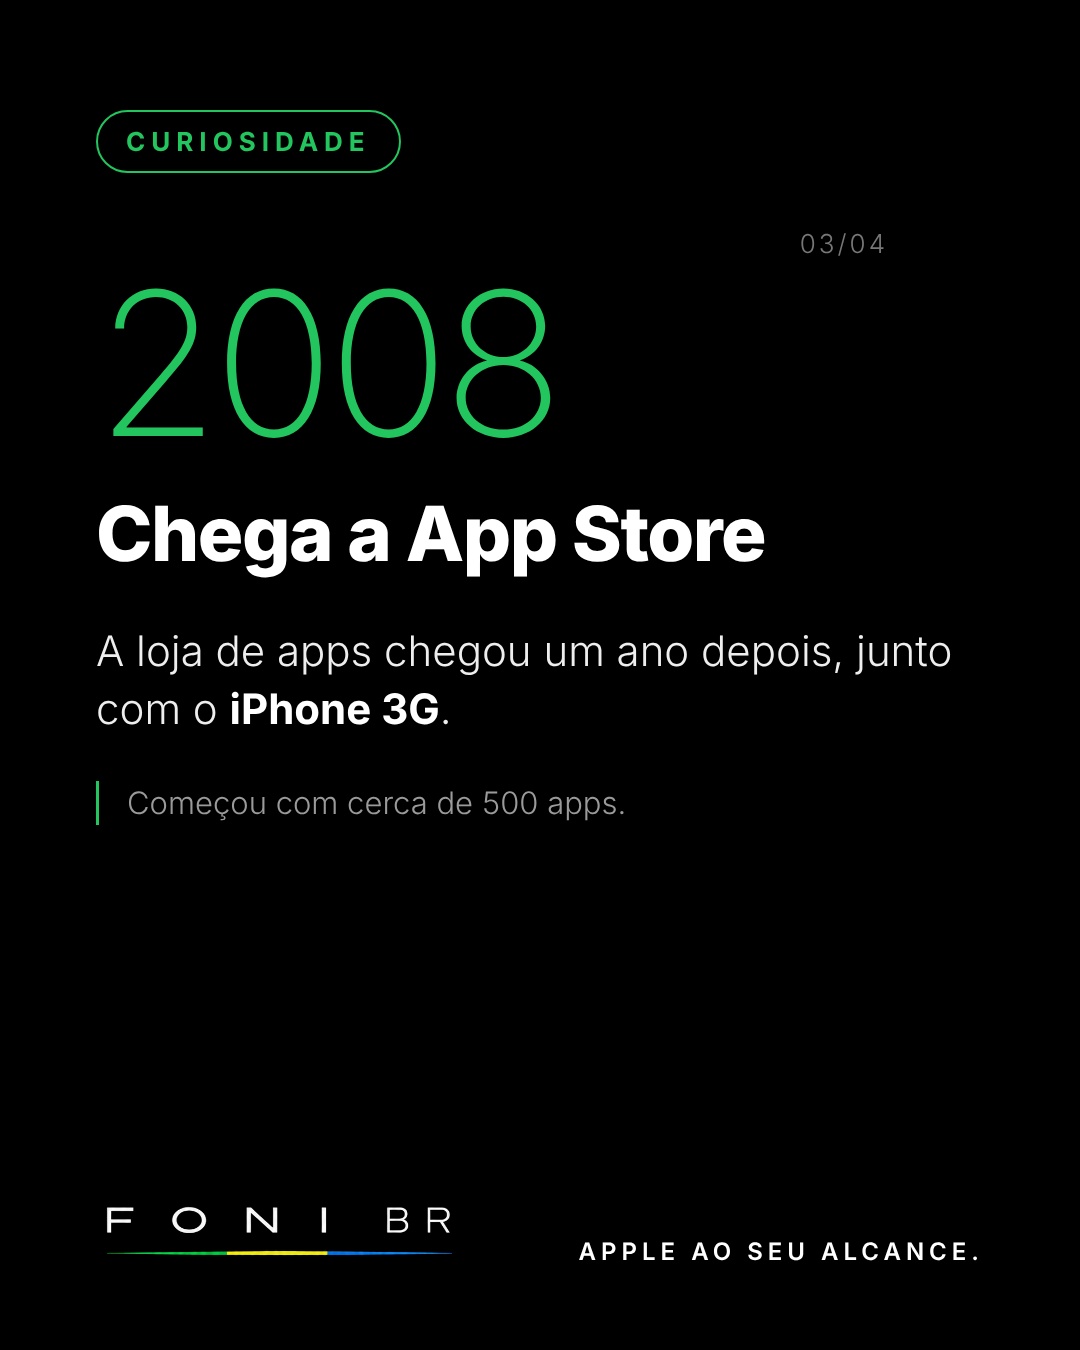 CURIOSIDADE
03/04
2008
Chega a App Store
A loja de apps chegou um ano depois, junto
com o iPhone 3G.
Começou com cerca de 500 apps.
FONI BR
APPLE AO SEU ALCANCE.